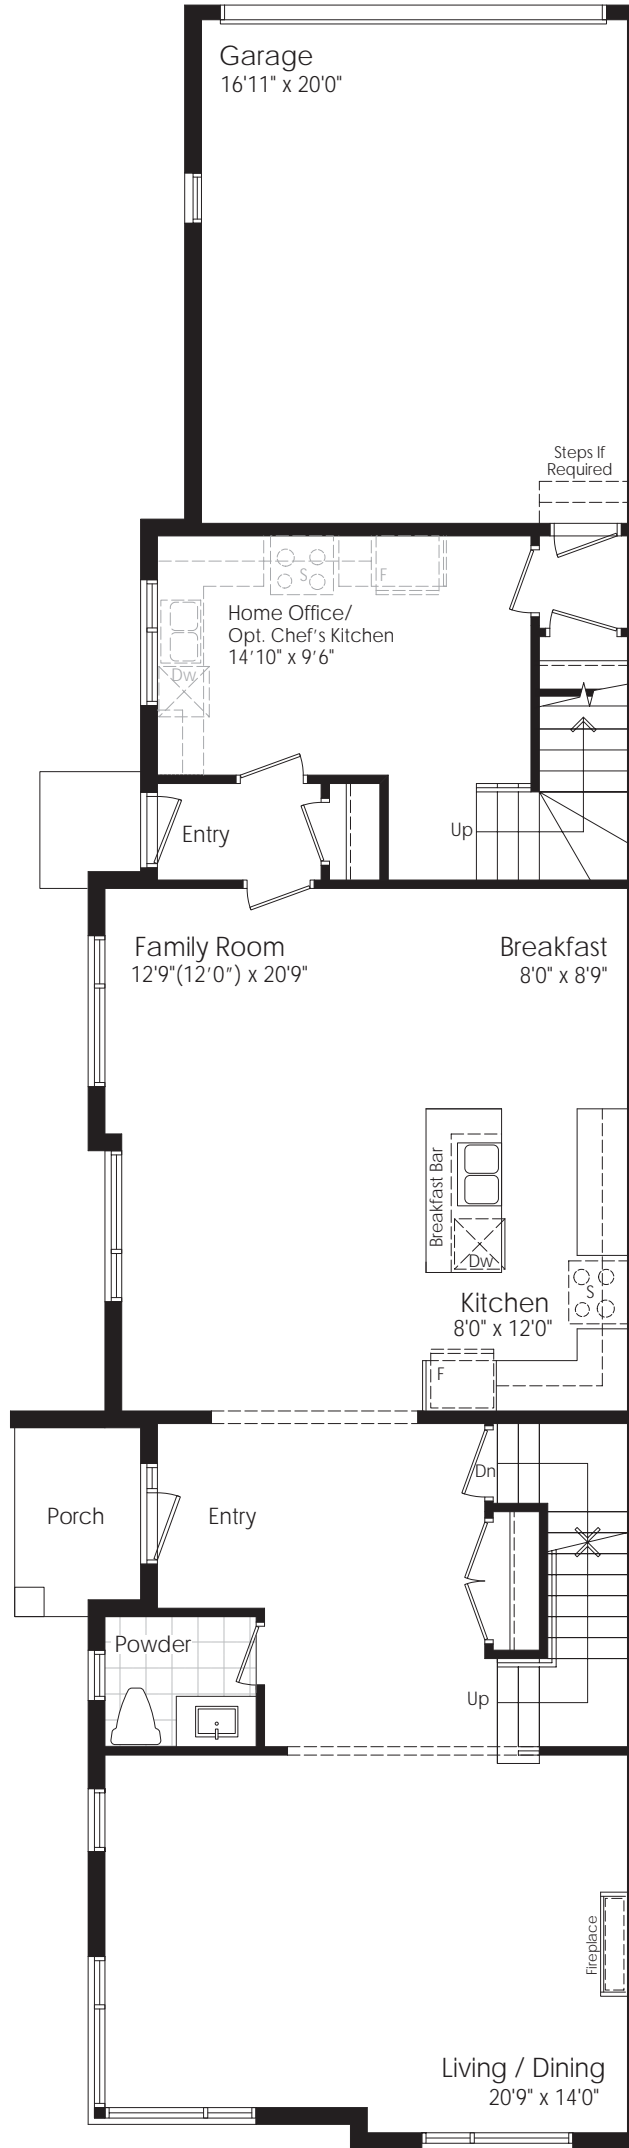 Garage
16'11" x 20'0"
Steps If
Required
S
F
Home Office/
Opt. Chef's Kitchen
14'10" x 9'6"
Dw
Entry
Up
Family Room
12'9"(12'0") x 20'9"
Breakfast
8'0" x 8'9"
Breakfast Bar
Dw
Kitchen
8'0" x 12'0"
S
F
Dn
Porch
Entry
Powder
Up
Fireplace
Living / Dining
20'9" x 14'0"